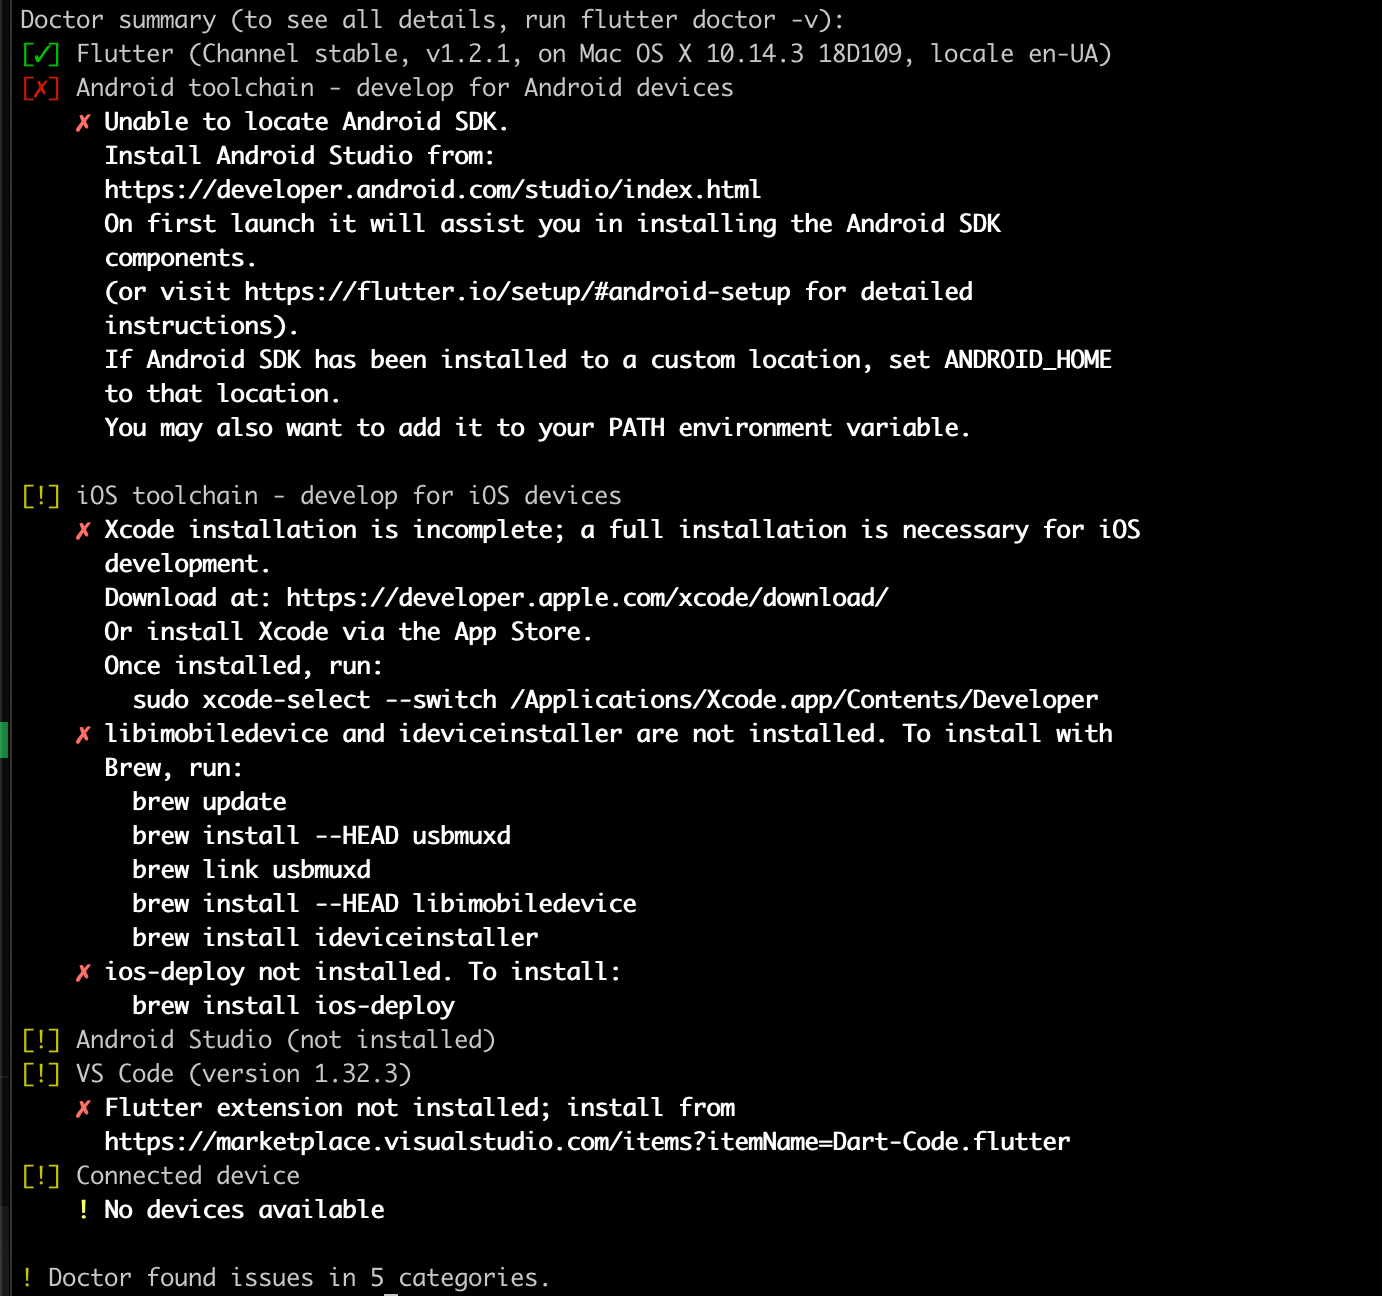 Doctor summary (to see all details, run flutter doctor -v):
[✓] Flutter (Channel stable, v1.2.1, on Mac OS X 10.14.3 18D109, locale en-UA)
[✗] Android toolchain - develop for Android devices
    ✗ Unable to locate Android SDK.
      Install Android Studio from:
      https://developer.android.com/studio/index.html
      On first launch it will assist you in installing the Android SDK
      components.
      (or visit https://flutter.io/setup/#android-setup for detailed
      instructions).
      If Android SDK has been installed to a custom location, set ANDROID_HOME
      to that location.
      You may also want to add it to your PATH environment variable.

[!] iOS toolchain - develop for iOS devices
    ✗ Xcode installation is incomplete; a full installation is necessary for iOS
      development.
      Download at: https://developer.apple.com/xcode/download/
      Or install Xcode via the App Store.
      Once installed, run:
        sudo xcode-select --switch /Applications/Xcode.app/Contents/Developer
    ✗ libimobiledevice and ideviceinstaller are not installed. To install with
      Brew, run:
        brew update
        brew install --HEAD usbmuxd
        brew link usbmuxd
        brew install --HEAD libimobiledevice
        brew install ideviceinstaller
    ✗ ios-deploy not installed. To install:
        brew install ios-deploy
[!] Android Studio (not installed)
[!] VS Code (version 1.32.3)
    ✗ Flutter extension not installed; install from
      https://marketplace.visualstudio.com/items?itemName=Dart-Code.flutter
[!] Connected device
    ! No devices available

! Doctor found issues in 5 categories.